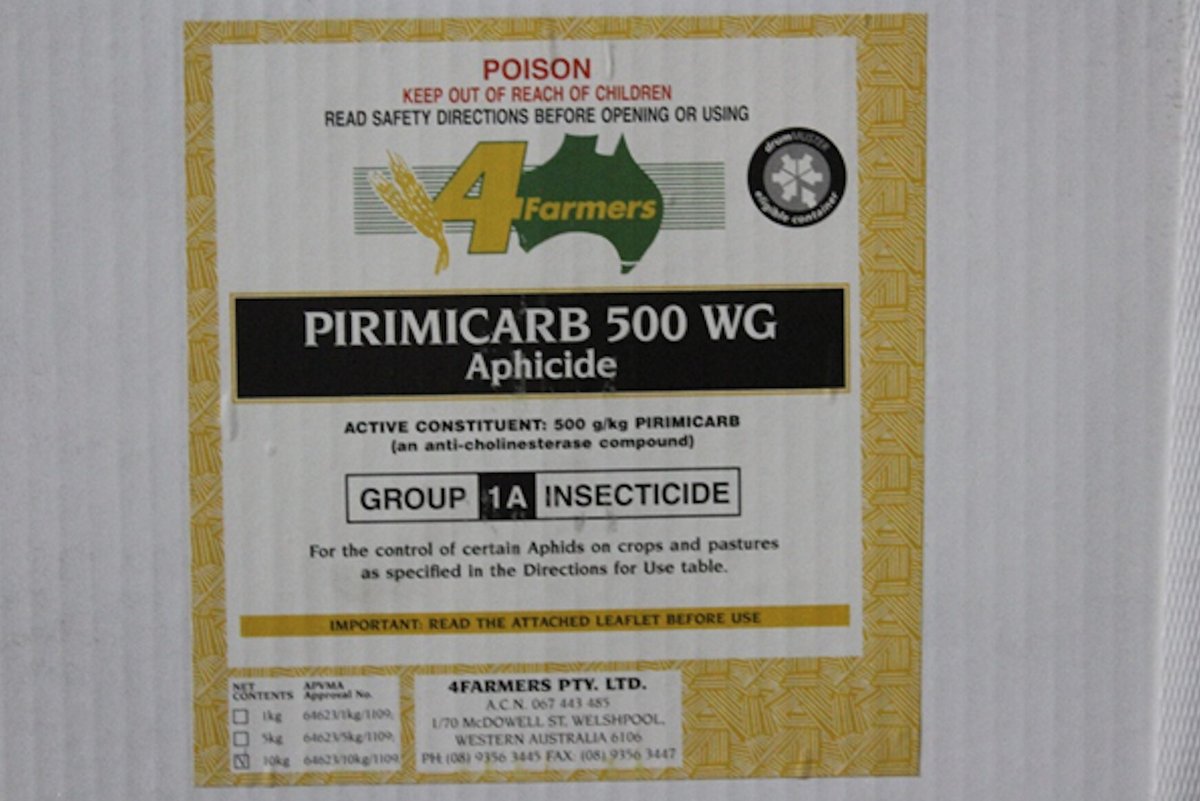 POISON
KEEP OUT OF REACH OF CHILDREN
READ SAFETY DIRECTIONS BEFORE OPENING OR USING
4Farmers
drumMUSTER
eligible container
PIRIMICARB 500 WG
Aphicide
ACTIVE CONSTITUENT: 500 g/kg PIRIMICARB
(an anti-cholinesterase compound)
GROUP 1A INSECTICIDE
For the control of certain Aphids on crops and pastures
as specified in the Directions for Use table.
IMPORTANT: READ THE ATTACHED LEAFLET BEFORE USE
NET CONTENTS
APVMA Approval No.
1kg 64623/1kg/1109;
5kg 64623/5kg/1109;
10kg 64623/10kg/1109;
4FARMERS PTY. LTD.
A.C.N. 067 443 485
1/70 McDOWELL ST, WELSHPOOL,
WESTERN AUSTRALIA 6106
PH: (08) 9356 3445 FAX: (08) 9356 3447